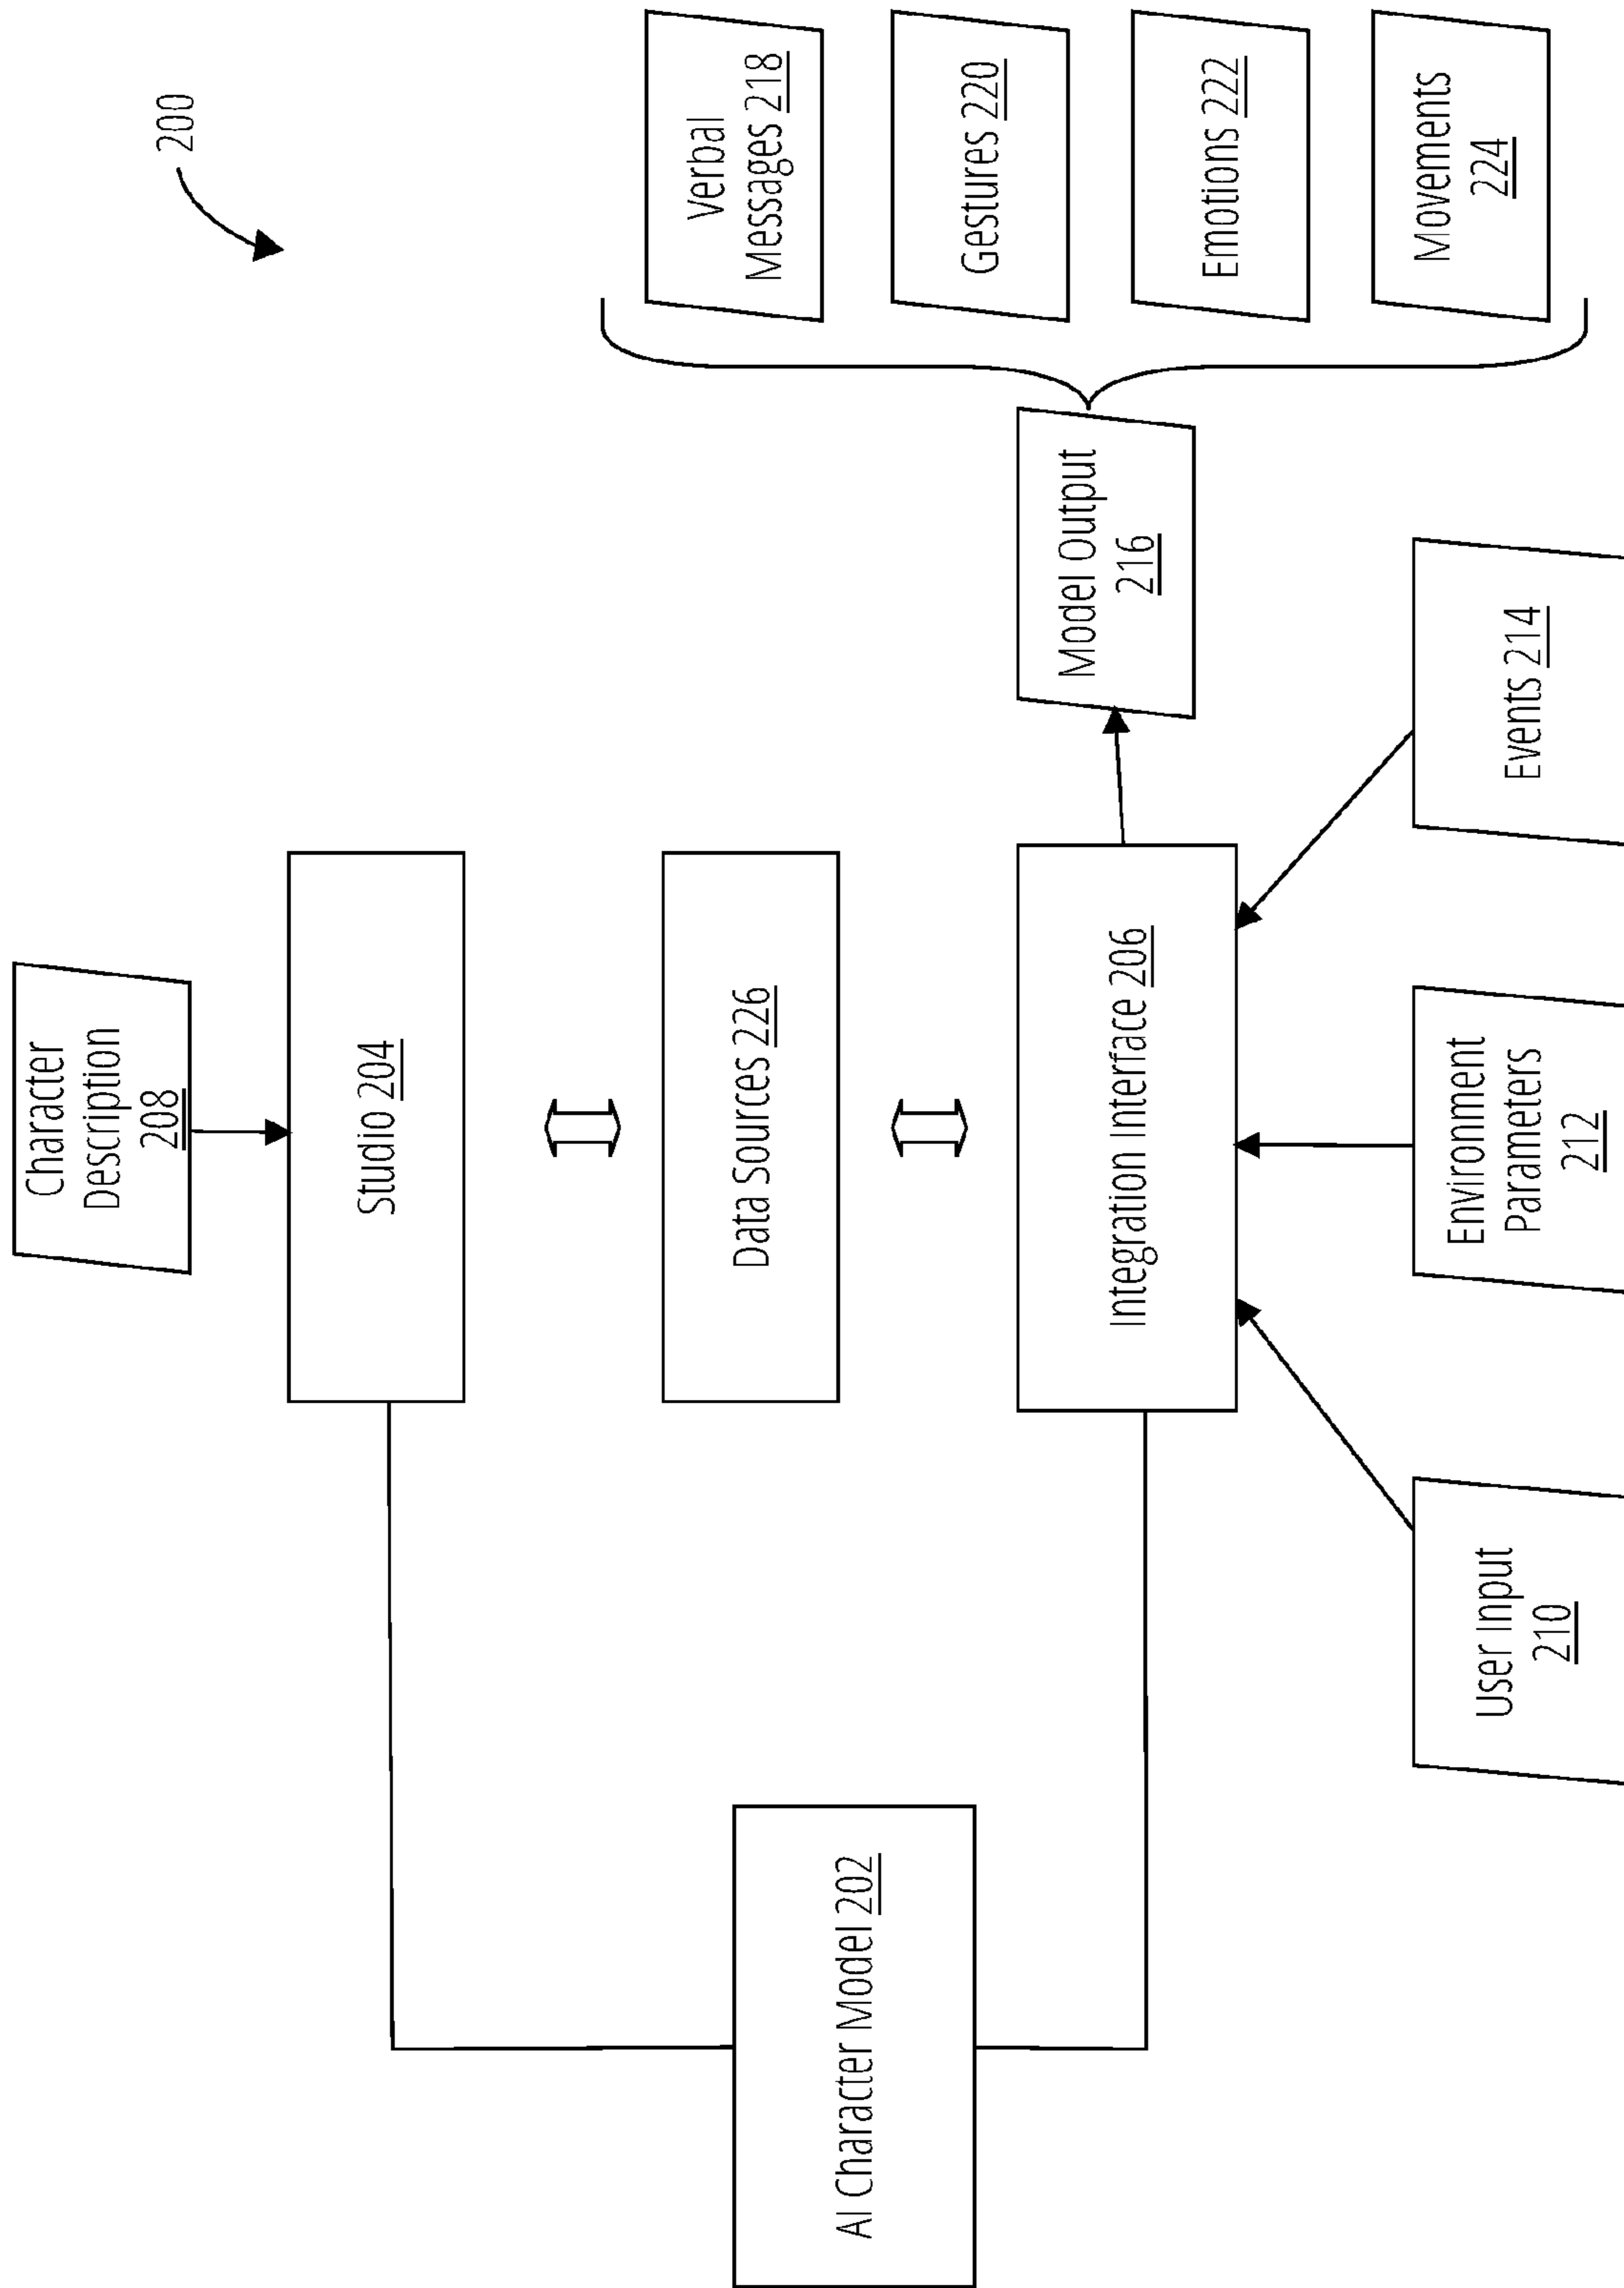 200
Character
Description
208
Studio 204
Data Sources 226
AI Character Model 202
Integration Interface 206
Model Output
216
Verbal
Messages 218
Gestures 220
Emotions 222
Movements
224
User Input
210
Environment
Parameters
212
Events 214